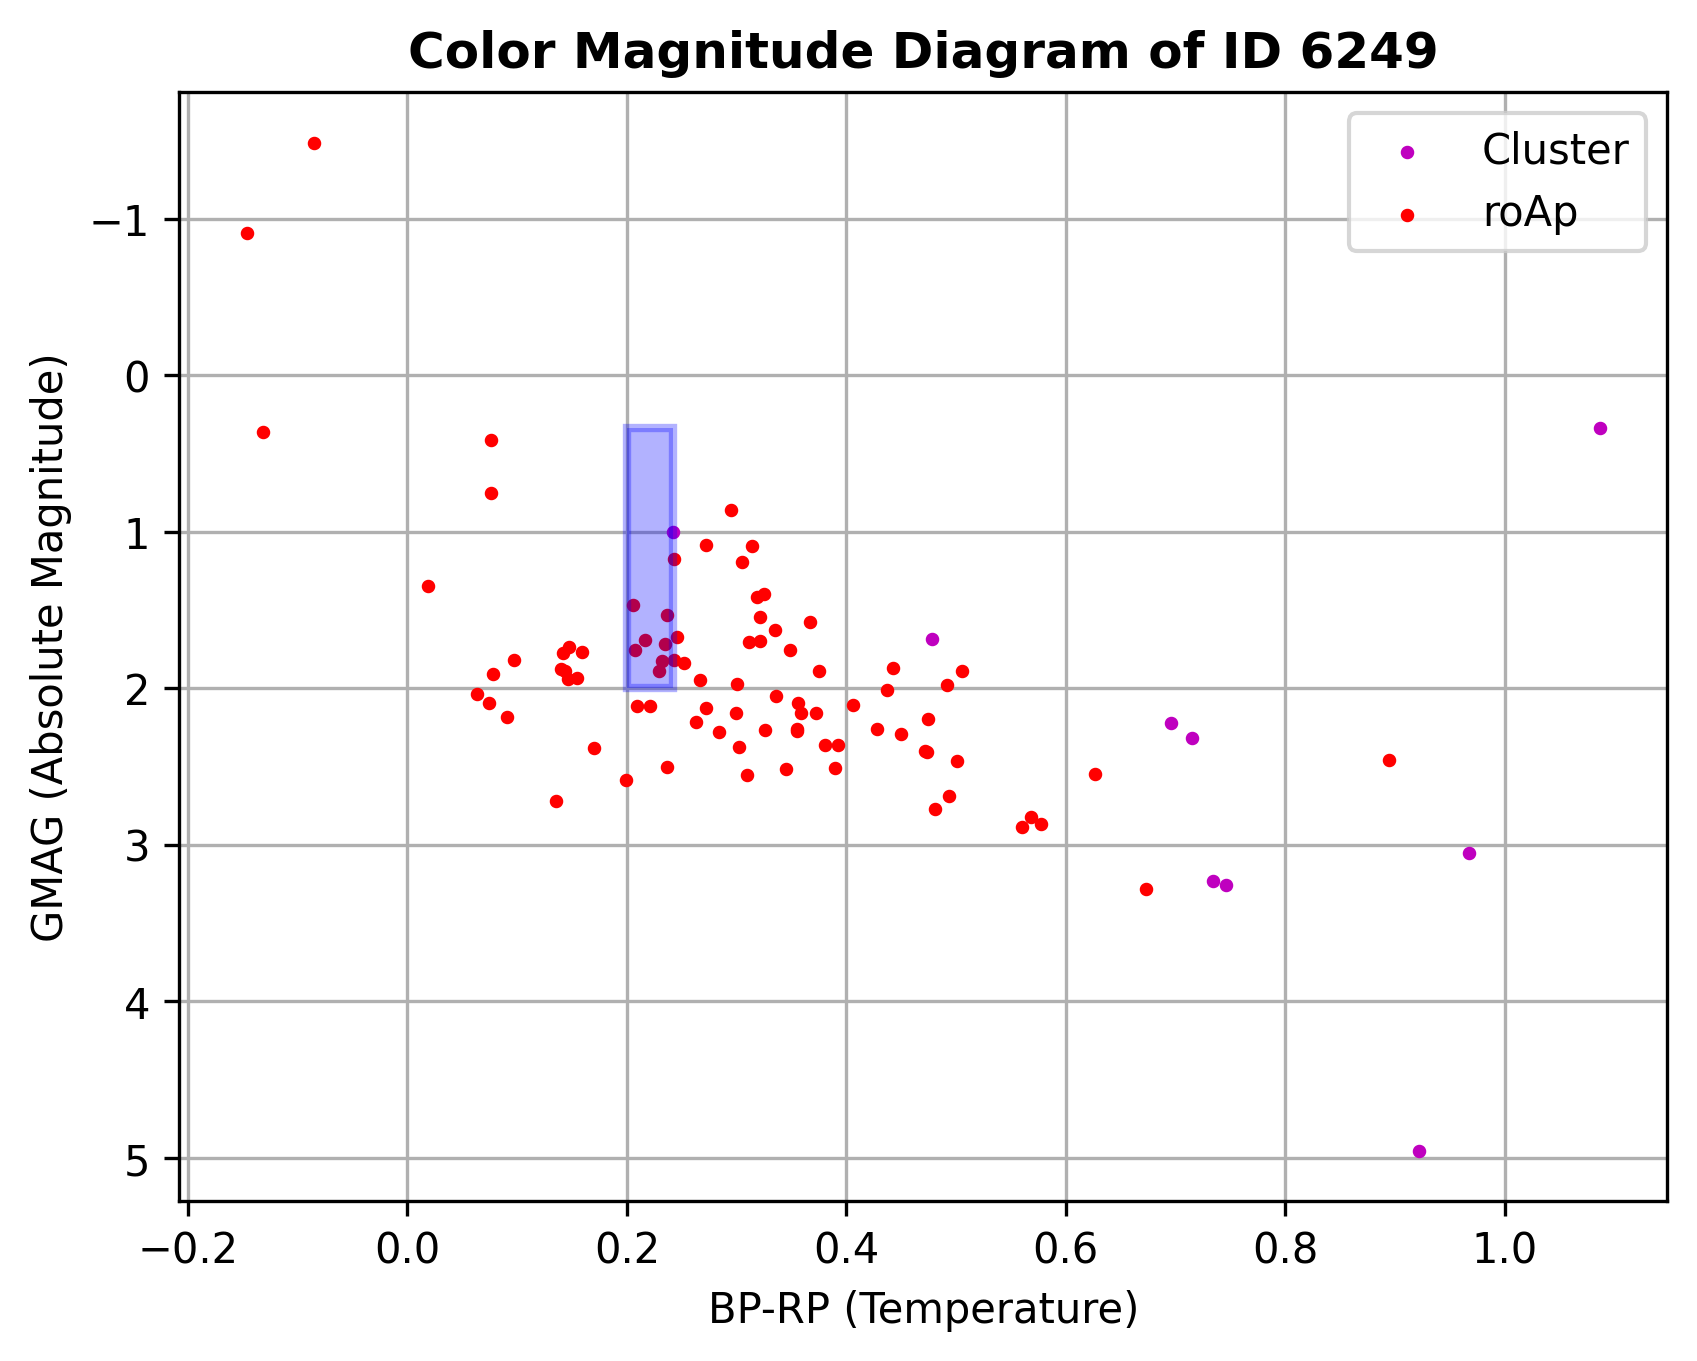 Color Magnitude Diagram of ID 6249
Cluster
roAp
−1
0
1
2
3
4
5
GMAG (Absolute Magnitude)
−0.2
0.0
0.2
0.4
0.6
0.8
1.0
BP-RP (Temperature)